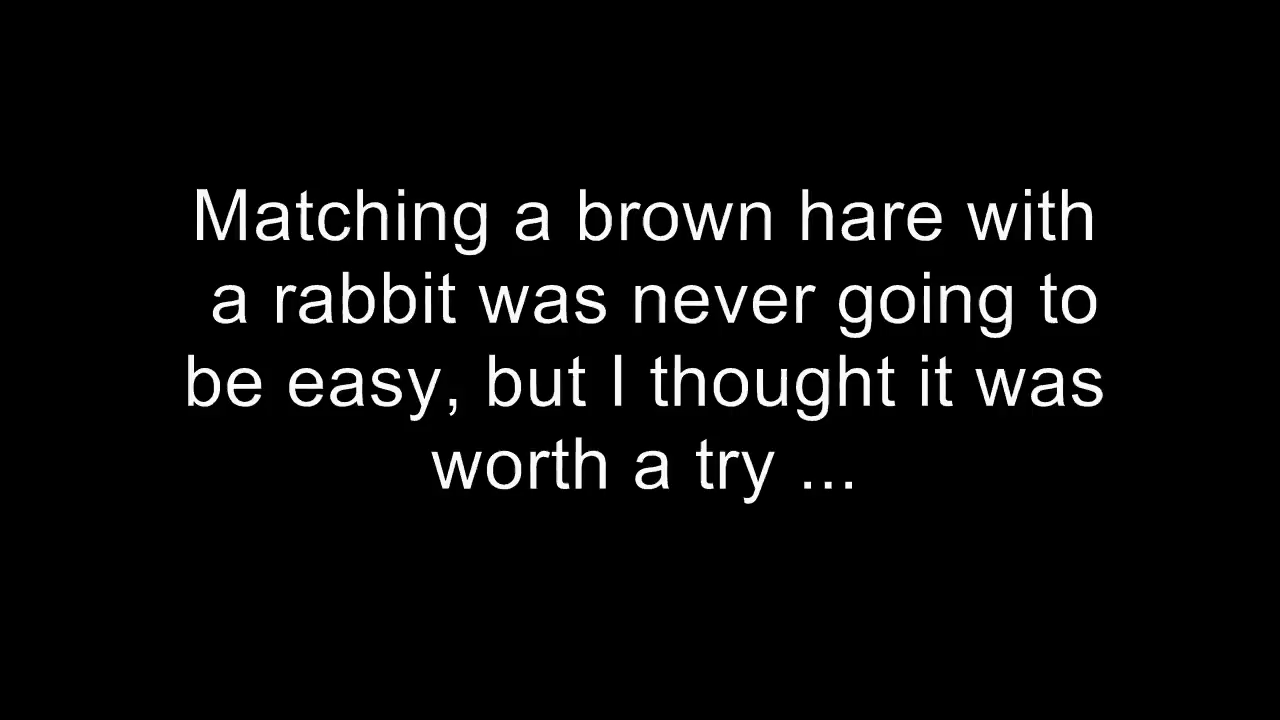 Matching a brown hare with
a rabbit was never going to
be easy, but I thought it was
worth a try ...